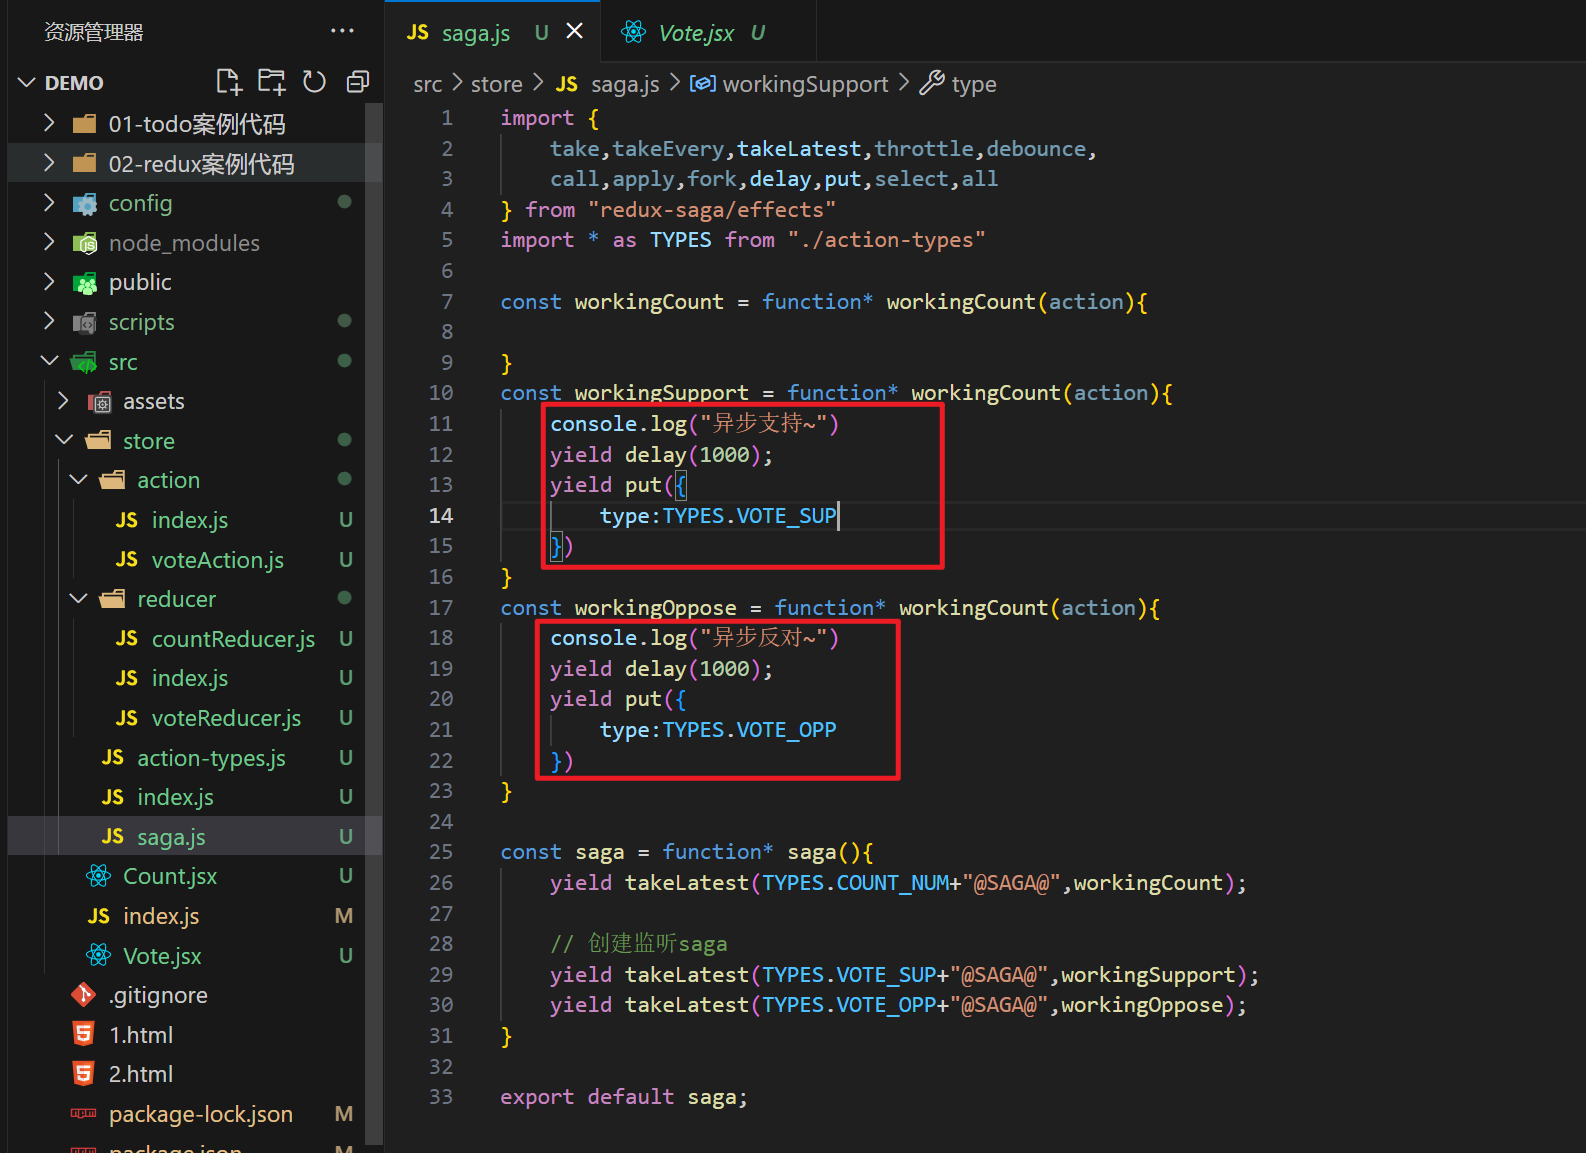 资源管理器
DEMO
01-todo案例代码
02-redux案例代码
config
node_modules
public
scripts
src
assets
store
action
JS index.js U
JS voteAction.js U
reducer
JS countReducer.js U
JS index.js U
JS voteReducer.js U
JS action-types.js U
JS index.js U
JS saga.js U
Count.jsx U
JS index.js M
Vote.jsx U
.gitignore
1.html
2.html
package-lock.json M
package.json M
JS saga.js U
Vote.jsx U
src > store > JS saga.js > workingSupport > type
1 import {
2 take,takeEvery,takeLatest,throttle,debounce,
3 call,apply,fork,delay,put,select,all
4 } from "redux-saga/effects"
5 import * as TYPES from "./action-types"
6
7 const workingCount = function* workingCount(action){
8
9 }
10 const workingSupport = function* workingCount(action){
11 console.log("异步支持~")
12 yield delay(1000);
13 yield put({
14 type:TYPES.VOTE_SUP
15 })
16 }
17 const workingOppose = function* workingCount(action){
18 console.log("异步反对~")
19 yield delay(1000);
20 yield put({
21 type:TYPES.VOTE_OPP
22 })
23 }
24
25 const saga = function* saga(){
26 yield takeLatest(TYPES.COUNT_NUM+"@SAGA@",workingCount);
27
28 // 创建监听saga
29 yield takeLatest(TYPES.VOTE_SUP+"@SAGA@",workingSupport);
30 yield takeLatest(TYPES.VOTE_OPP+"@SAGA@",workingOppose);
31 }
32
33 export default saga;